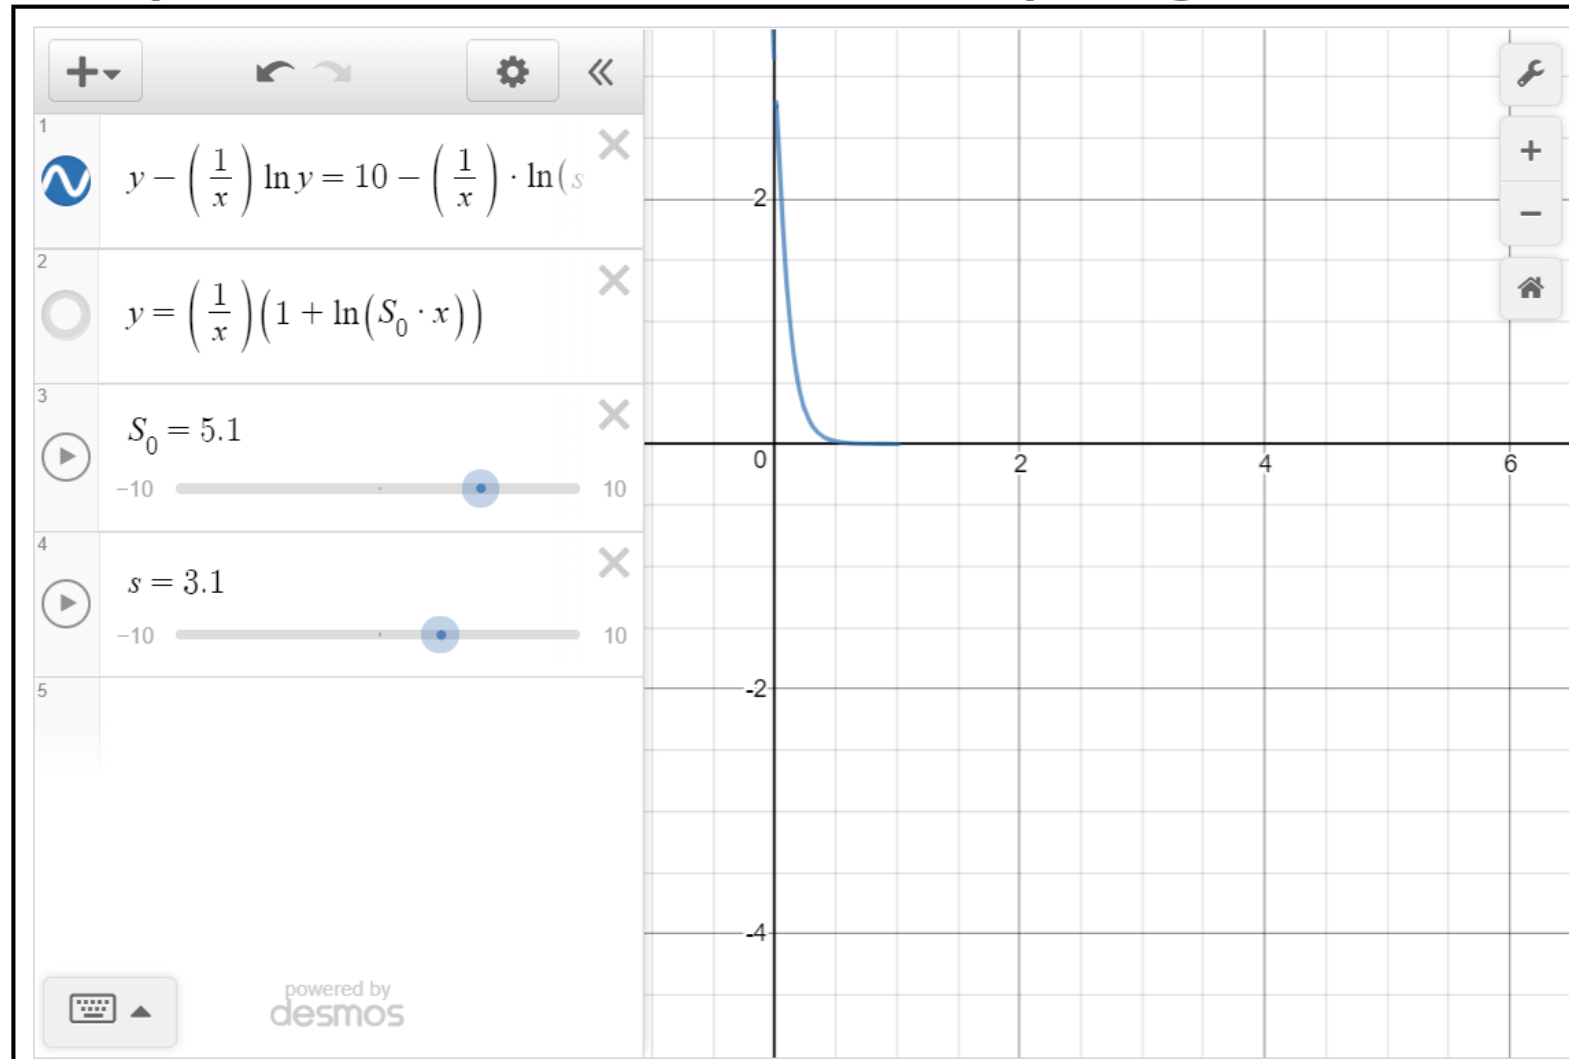 1
y − (1/x) ln y = 10 − (1/x) · ln(s
2
y = (1/x)(1 + ln(S₀ · x))
3
S₀ = 5.1
−10 10
4
s = 3.1
−10 10
5
powered by
desmos
2
0 2 4 6
-2
-4